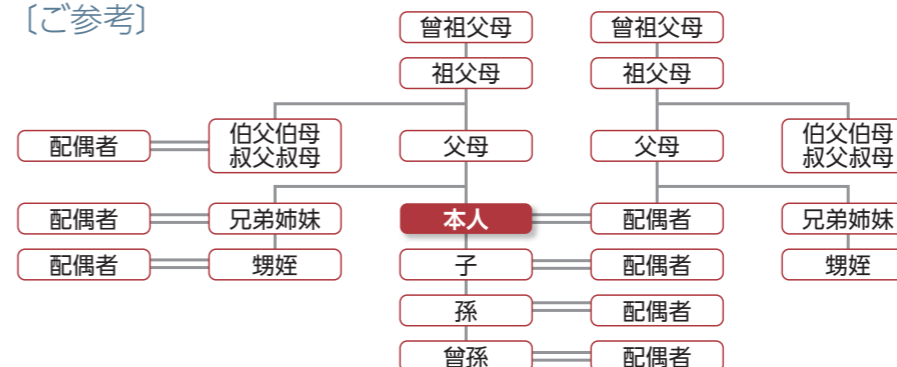 〔ご参考〕
曾祖父母
曾祖父母
祖父母
祖父母
配偶者
伯父伯母
叔父叔母
父母
父母
伯父伯母
叔父叔母
配偶者
兄弟姉妹
本人
配偶者
兄弟姉妹
配偶者
甥姪
子
配偶者
甥姪
孫
配偶者
曾孫
配偶者